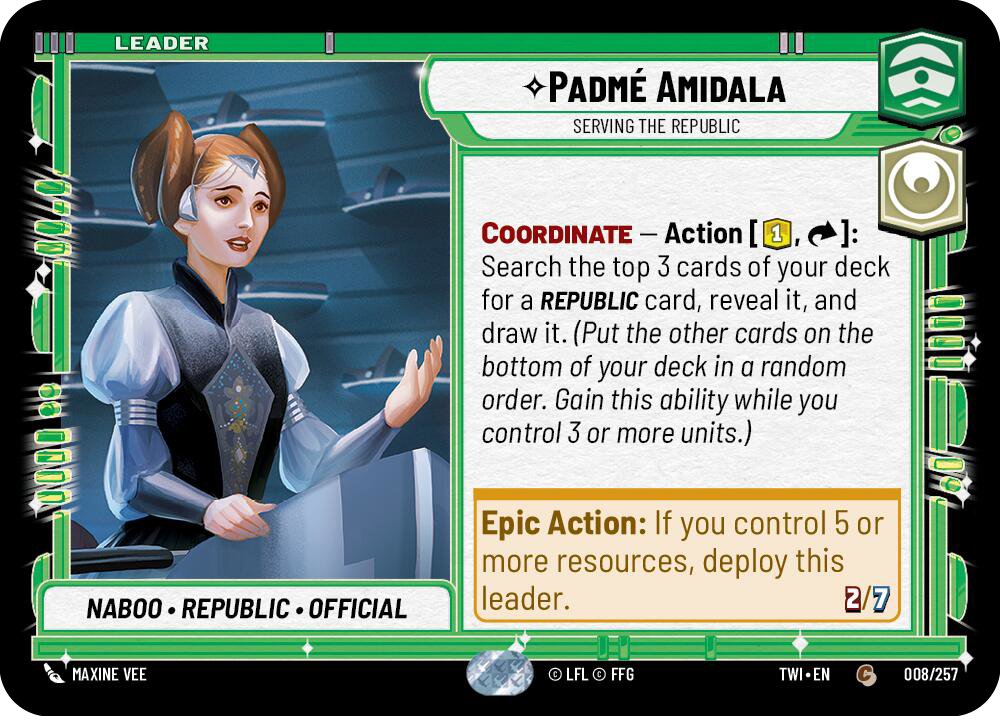 LEADER
PADMÉ AMIDALA
SERVING THE REPUBLIC
COORDINATE – Action [1, ]:
Search the top 3 cards of your deck
for a REPUBLIC card, reveal it, and
draw it. (Put the other cards on the
bottom of your deck in a random
order. Gain this ability while you
control 3 or more units.)
Epic Action: If you control 5 or
more resources, deploy this
leader.
2/7
NABOO • REPUBLIC • OFFICIAL
MAXINE VEE
© LFL © FFG
TWI • EN
C
008/257